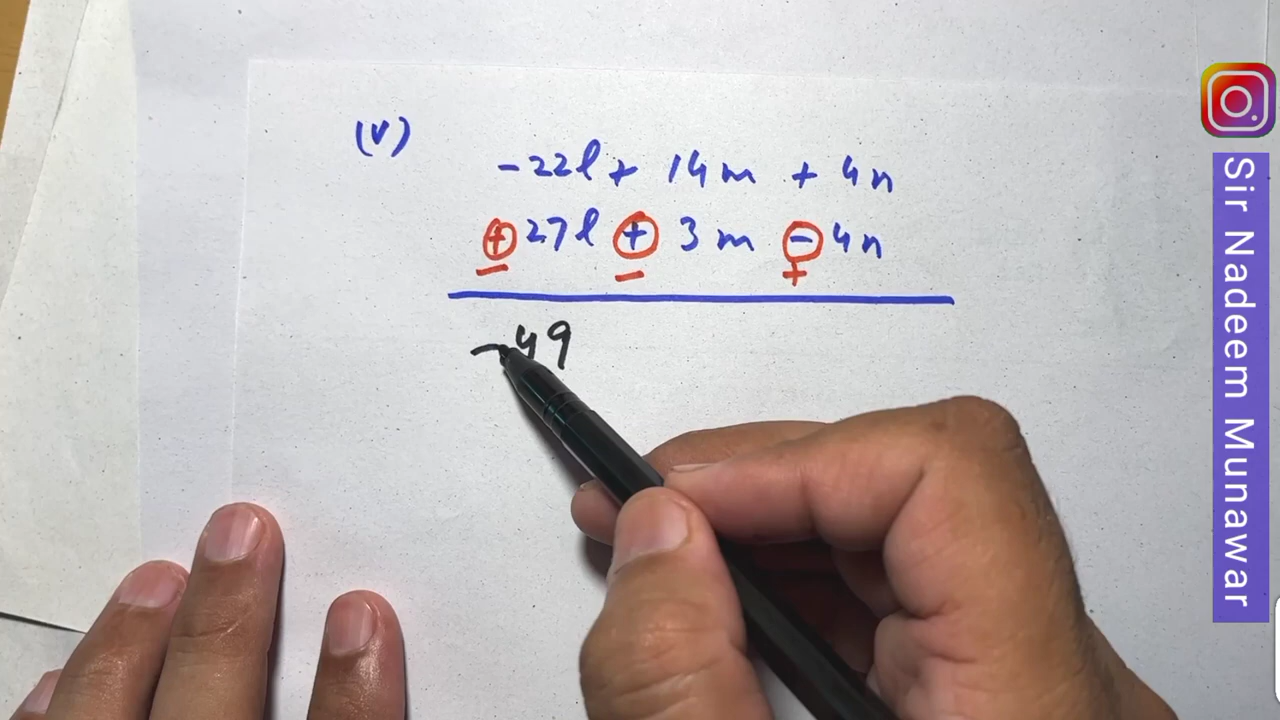 (v)
-22l + 14m + 4n
+ 27l + 3m - 4n
- - +
-49
Sir Nadeem Munawar